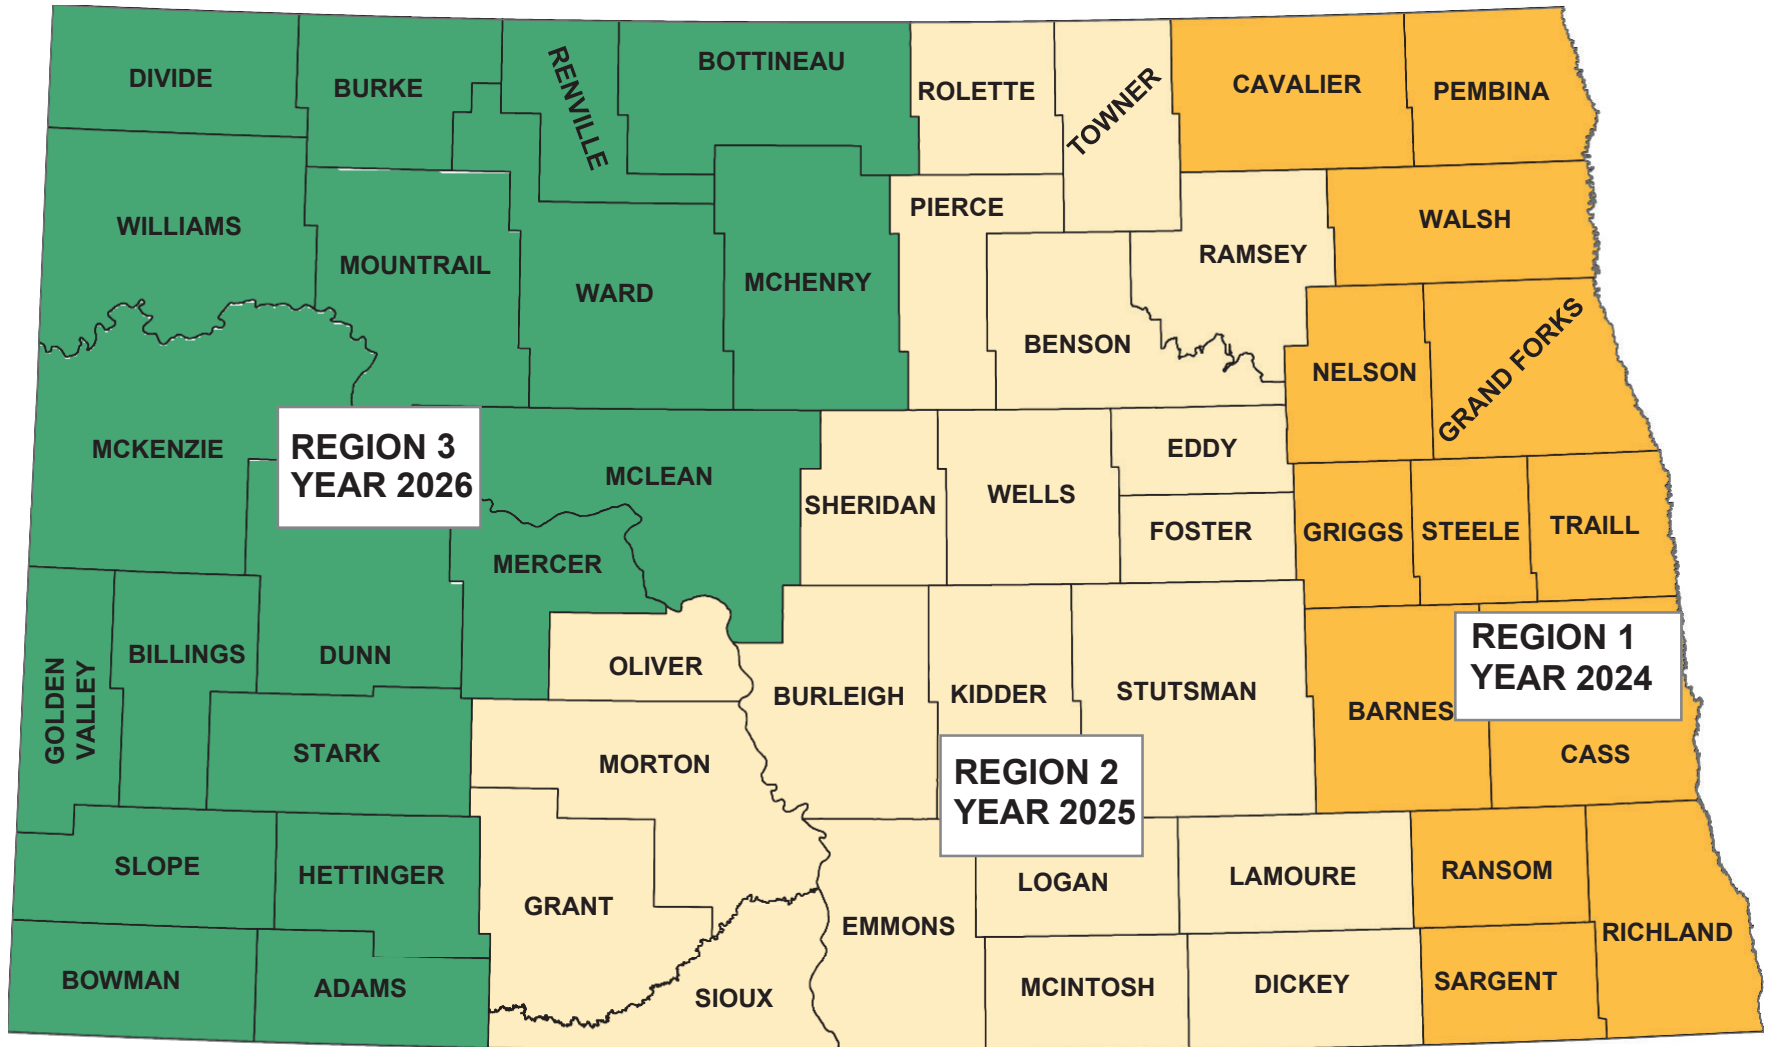 DIVIDE
BURKE
RENVILLE
BOTTINEAU
ROLETTE
TOWNER
CAVALIER
PEMBINA
WILLIAMS
MOUNTRAIL
WARD
MCHENRY
PIERCE
BENSON
RAMSEY
WALSH
NELSON
GRAND FORKS
MCKENZIE
REGION 3
YEAR 2026
MCLEAN
SHERIDAN
WELLS
EDDY
FOSTER
GRIGGS
STEELE
TRAILL
MERCER
GOLDEN
VALLEY
BILLINGS
DUNN
OLIVER
BURLEIGH
KIDDER
STUTSMAN
BARNES
REGION 1
YEAR 2024
CASS
STARK
MORTON
REGION 2
YEAR 2025
SLOPE
HETTINGER
GRANT
EMMONS
LOGAN
LAMOURE
RANSOM
RICHLAND
BOWMAN
ADAMS
SIOUX
MCINTOSH
DICKEY
SARGENT